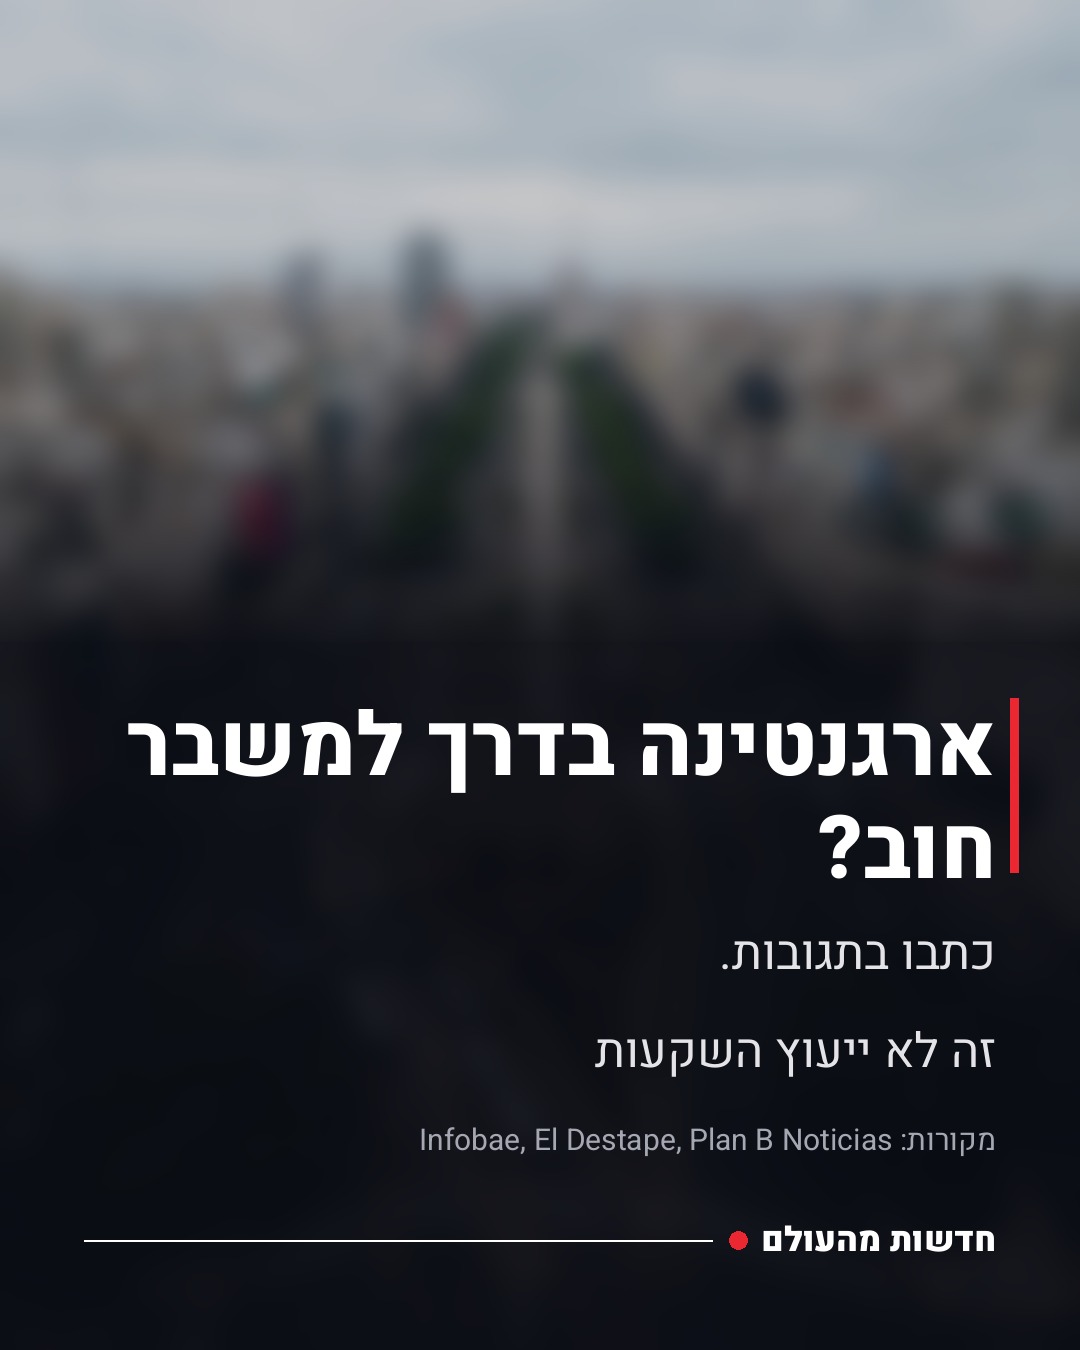 ארגנטינה בדרך למשבר
חוב?
כתבו בתגובות.
זה לא ייעוץ השקעות
מקורות: Infobae, El Destape, Plan B Noticias
חדשות מהעולם